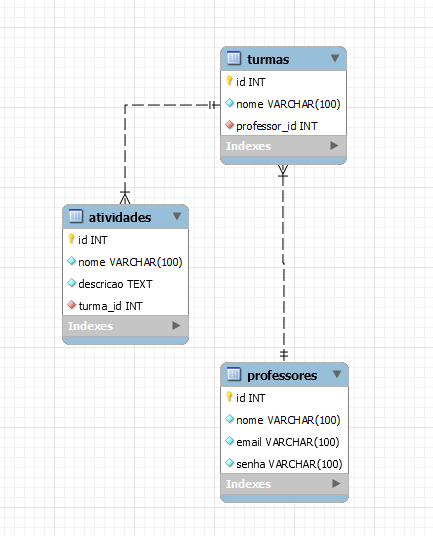 turmas
id INT
nome VARCHAR(100)
professor_id INT
Indexes
atividades
id INT
nome VARCHAR(100)
descricao TEXT
turma_id INT
Indexes
professores
id INT
nome VARCHAR(100)
email VARCHAR(100)
senha VARCHAR(100)
Indexes